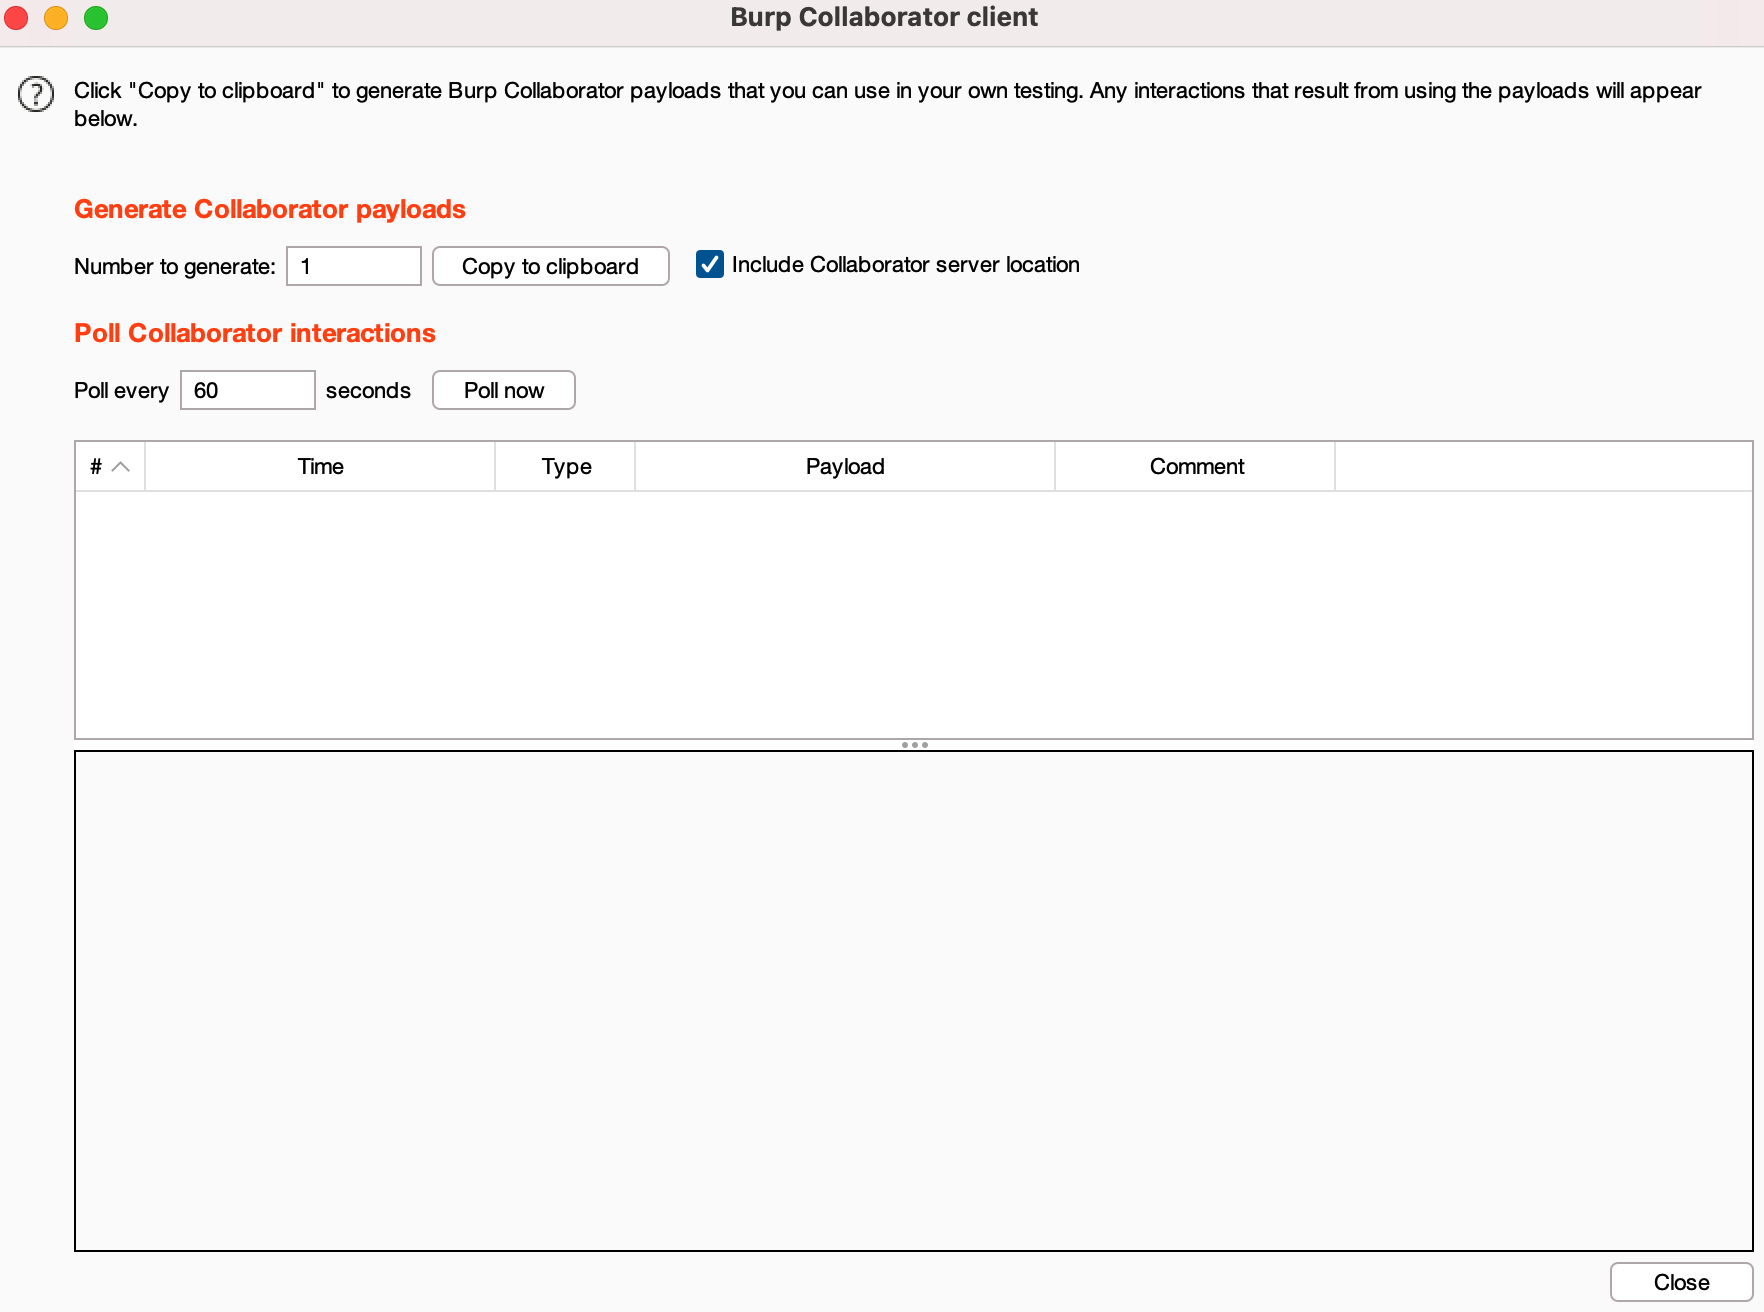 Burp Collaborator client
Click "Copy to clipboard" to generate Burp Collaborator payloads that you can use in your own testing. Any interactions that result from using the payloads will appear
below.
Generate Collaborator payloads
Number to generate: 1 Copy to clipboard Include Collaborator server location
Poll Collaborator interactions
Poll every 60 seconds Poll now
# Time Type Payload Comment
Close